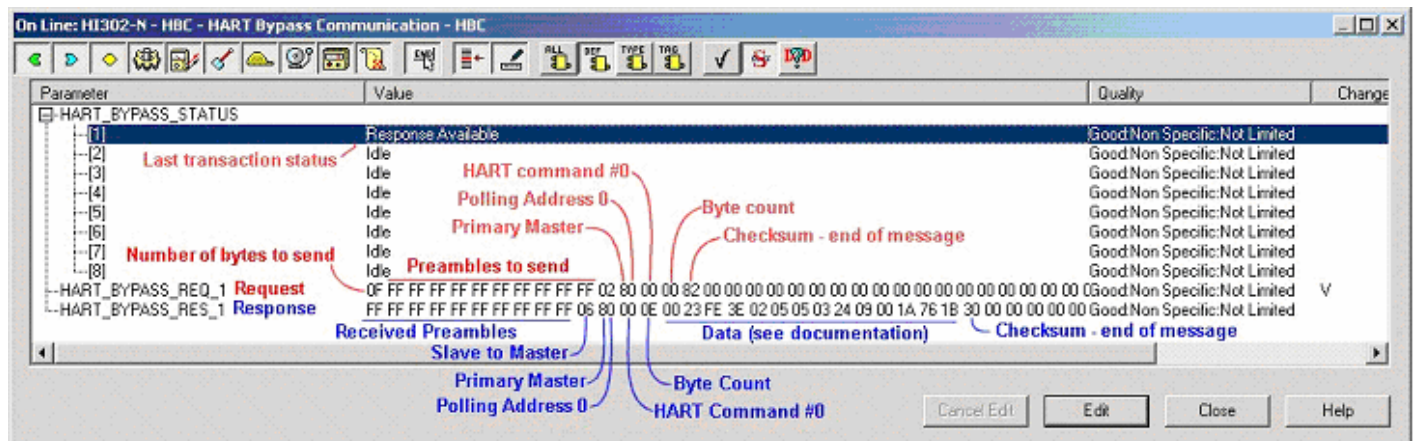 On Line: HI302-N - HBC - HART Bypass Communication - HBC
ALL DEF TYPE TAG
Parameter Value Quality Change
HART_BYPASS_STATUS
[1] Response Available Good:Non Specific:Not Limited
[2] Idle Good:Non Specific:Not Limited
Last transaction status
[3] Idle Good:Non Specific:Not Limited
HART command #0
[4] Idle Good:Non Specific:Not Limited
Polling Address 0
[5] Idle Good:Non Specific:Not Limited
Byte count
[6] Idle Good:Non Specific:Not Limited
Primary Master
Checksum - end of message
[7] Idle Good:Non Specific:Not Limited
Number of bytes to send
[8] Idle Good:Non Specific:Not Limited
Preambles to send
HART_BYPASS_REQ_1 Request 0F FF FF FF FF FF FF FF FF FF FF 02 80 00 00 82 00 00 00 00 00 00 00 00 00 00 00 00 00 00 00 00 00 0 Good:Non Specific:Not Limited V
HART_BYPASS_RES_1 Response FF FF FF FF FF FF FF FF FF FF 06 80 00 0E 00 23 FE 3E 02 05 05 03 24 09 00 1A 76 1B 30 00 00 00 00 00 Good:Non Specific:Not Limited
Received Preambles Data (see documentation) Checksum - end of message
Slave to Master
Primary Master Byte Count
Polling Address 0 HART Command #0
Cancel Edit Edit Close Help